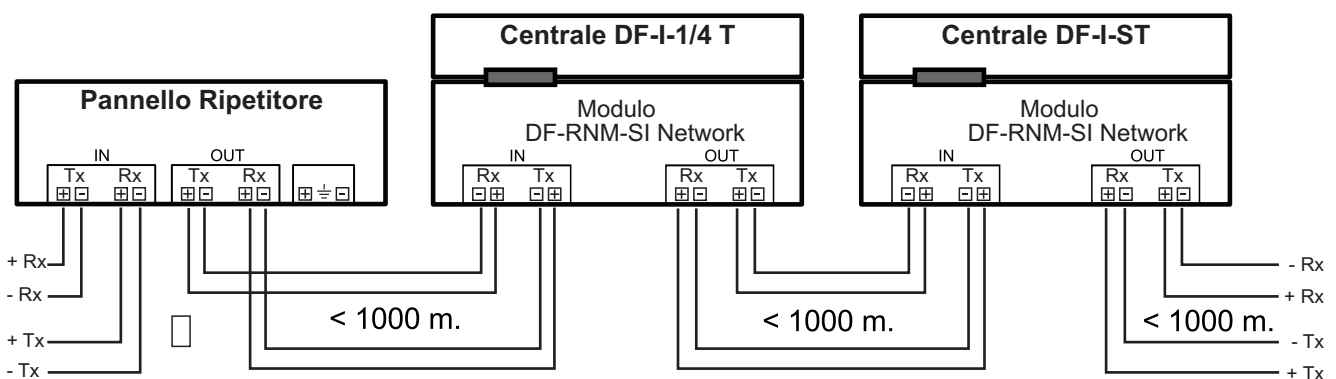 Centrale DF-I-1/4 T Centrale DF-I-ST
Pannello Ripetitore
Modulo
DF-RNM-SI Network
Modulo
DF-RNM-SI Network
IN OUT IN OUT IN OUT
Tx Rx Tx Rx Rx Tx Rx Tx Rx Tx Rx Tx
+ - + - + - + - + ⏚ - - + - + + - + - - + - + + - + -
+ Rx
- Rx
+ Tx
- Tx
< 1000 m. < 1000 m. < 1000 m.
- Rx
+ Rx
- Tx
+ Tx